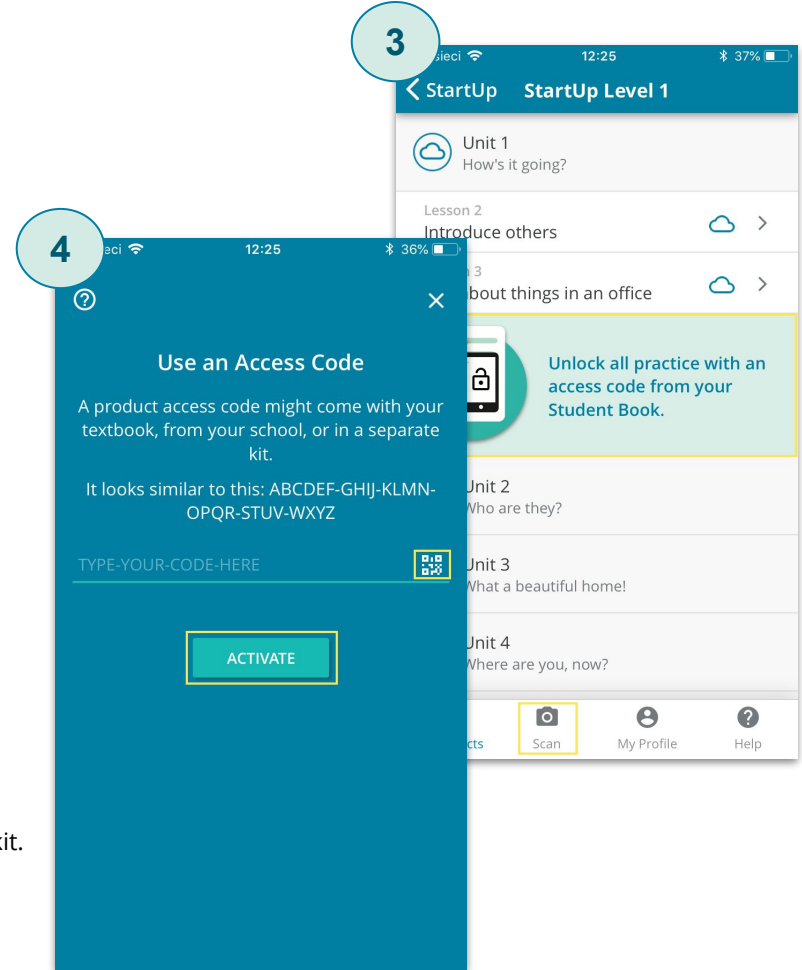 3
sieci 12:25 37%
StartUp StartUp Level 1
Unit 1
How's it going?
Lesson 2
Introduce others
3
about things in an office
Unlock all practice with an
access code from your
Student Book.
Unit 2
Who are they?
Unit 3
What a beautiful home!
Unit 4
Where are you, now?
cts Scan My Profile Help
4
eci 12:25 36%
Use an Access Code
A product access code might come with your
textbook, from your school, or in a separate
kit.
It looks similar to this: ABCDEF-GHIJ-KLMN-
OPQR-STUV-WXYZ
TYPE-YOUR-CODE-HERE
ACTIVATE
kit.